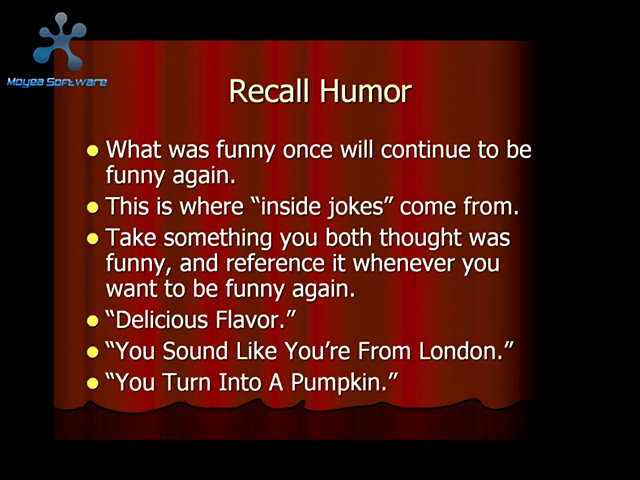 Moyea Software
Recall Humor
What was funny once will continue to be
funny again.
This is where “inside jokes” come from.
Take something you both thought was
funny, and reference it whenever you
want to be funny again.
“Delicious Flavor.”
“You Sound Like You’re From London.”
“You Turn Into A Pumpkin.”